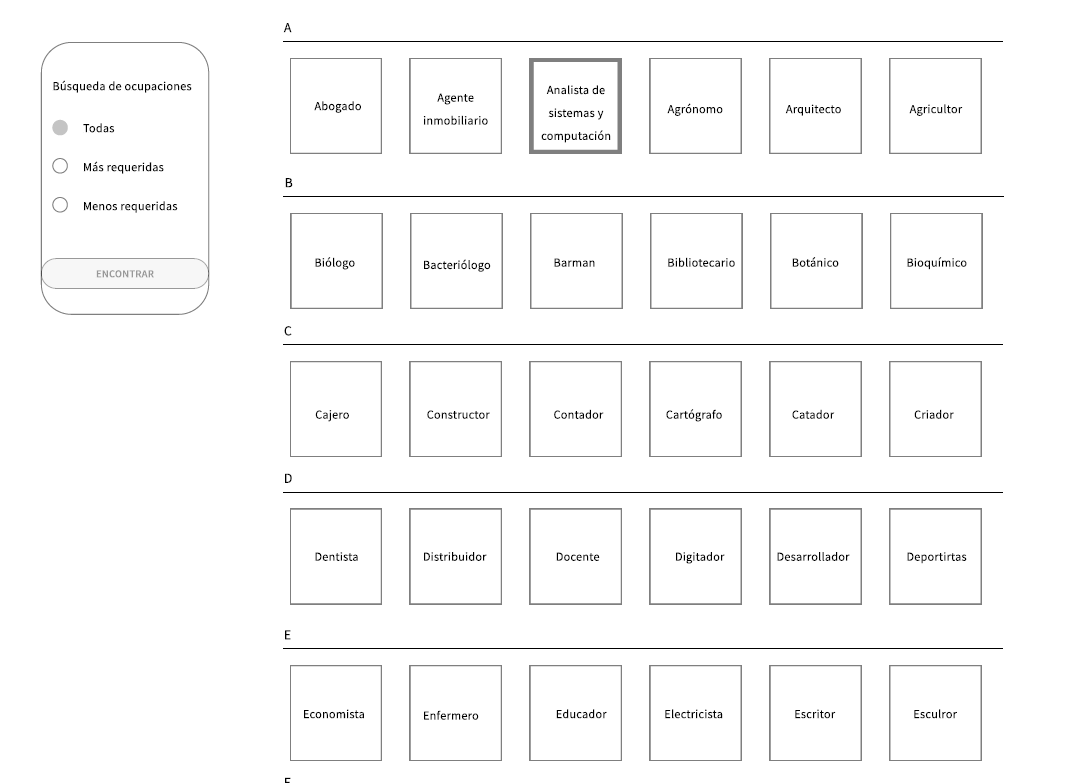 Búsqueda de ocupaciones
Todas
Más requeridas
Menos requeridas
ENCONTRAR
A
Abogado
Agente
inmobiliario
Analista de
sistemas y
computación
Agrónomo
Arquitecto
Agricultor
B
Biólogo
Bacteriólogo
Barman
Bibliotecario
Botánico
Bioquímico
C
Cajero
Constructor
Contador
Cartógrafo
Catador
Criador
D
Dentista
Distribuidor
Docente
Digitador
Desarrollador
Deportirtas
E
Economista
Enfermero
Educador
Electricista
Escritor
Esculror